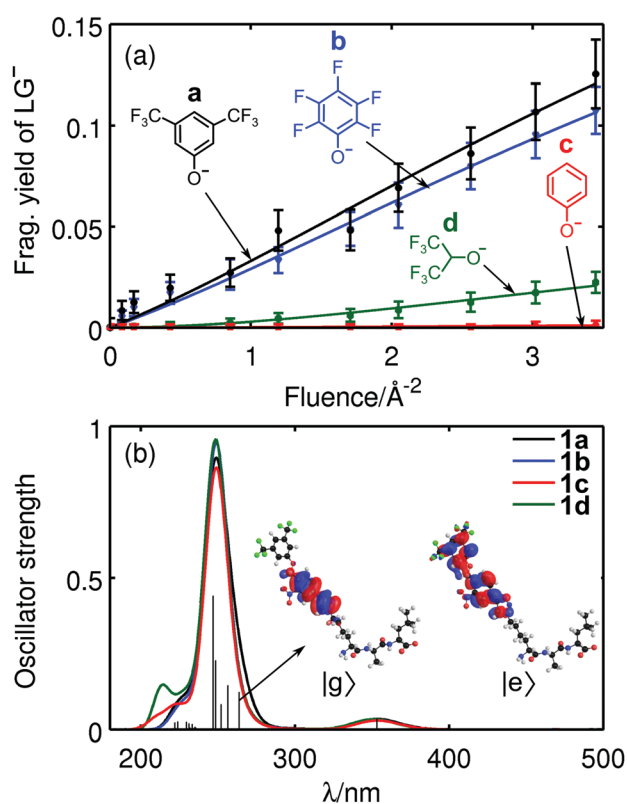 (a)
Frag. yield of LG⁻
0.15
0.1
0.05
0
a
CF₃
CF₃
O⁻
b
F
F
F
F
F
O⁻
c
O⁻
d
F₃C
F₃C
O⁻
0 1 2 3
Fluence/Å⁻²
(b)
Oscillator strength
1
0.5
0
1a
1b
1c
1d
|g⟩
|e⟩
200 300 400 500
λ/nm